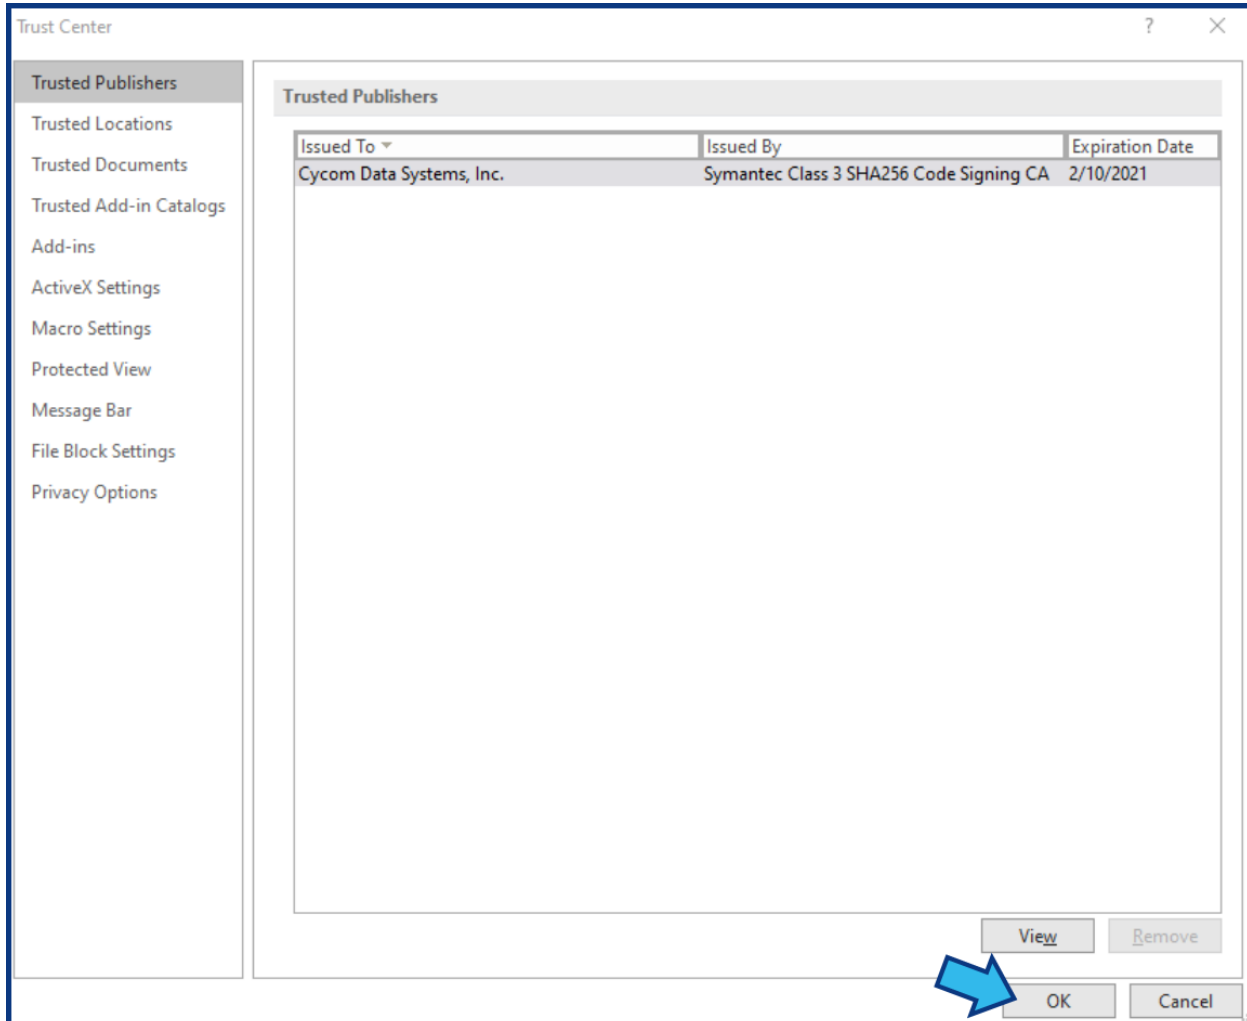 Trust Center
?
Trusted Publishers
Trusted Locations
Trusted Documents
Trusted Add-in Catalogs
Add-ins
ActiveX Settings
Macro Settings
Protected View
Message Bar
File Block Settings
Privacy Options
Trusted Publishers
Issued To Issued By Expiration Date
Cycom Data Systems, Inc. Symantec Class 3 SHA256 Code Signing CA 2/10/2021
View Remove
OK Cancel